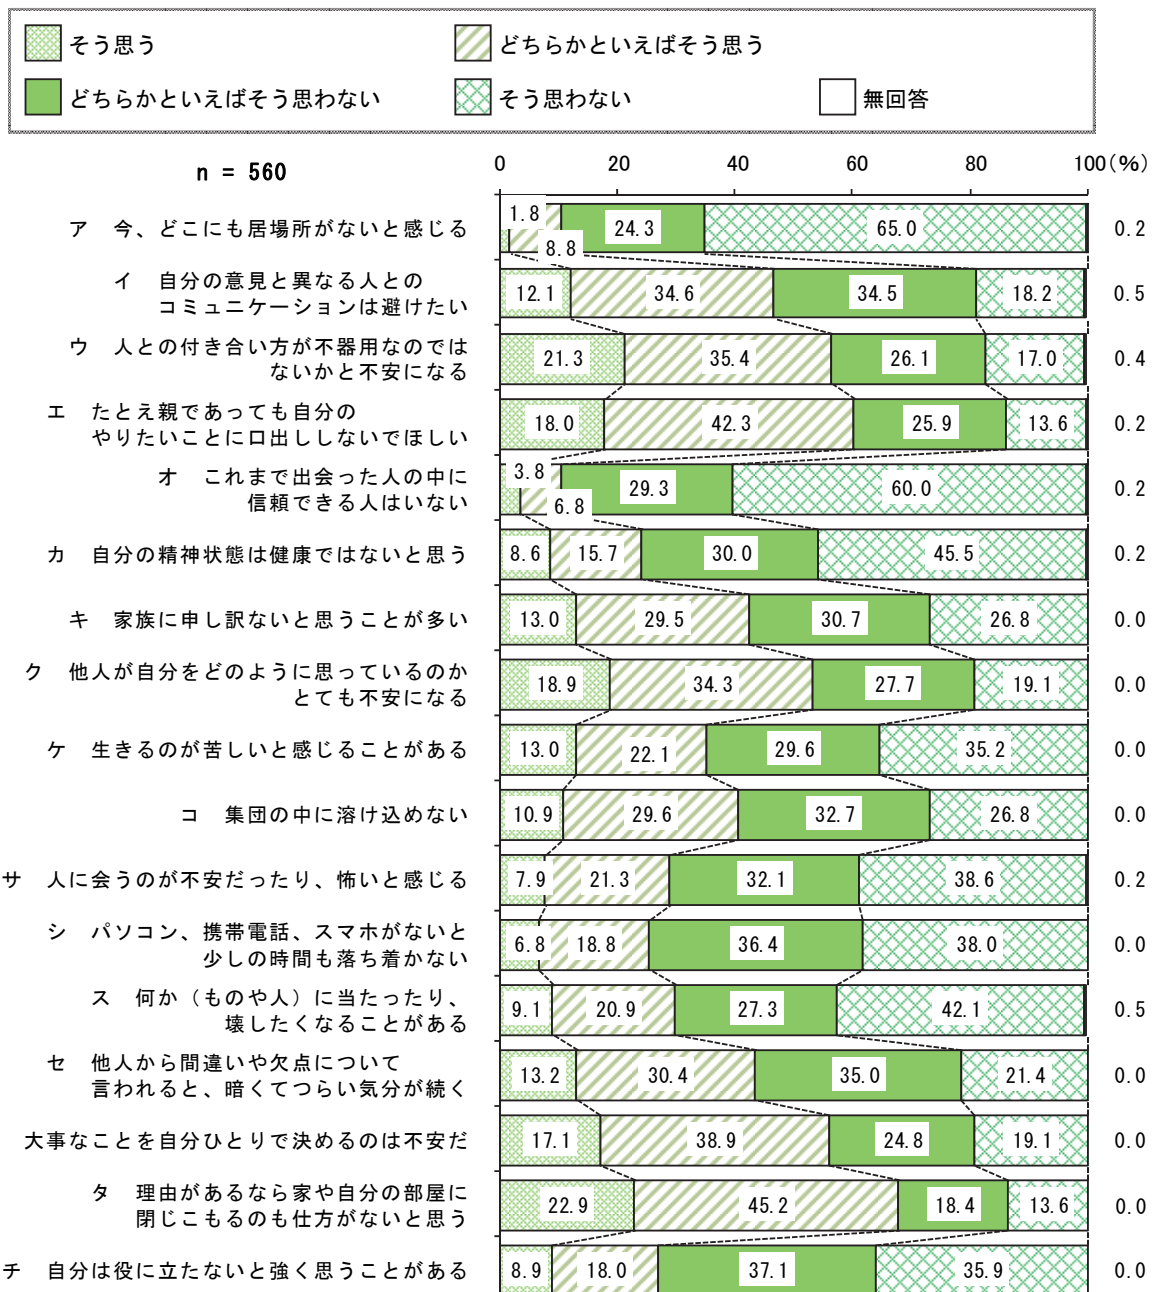 そう思う
どちらかといえばそう思う
どちらかといえばそう思わない
そう思わない
無回答
n = 560
0 20 40 60 80 100(%)
ア 今、どこにも居場所がないと感じる
1.8 8.8 24.3 65.0 0.2
イ 自分の意見と異なる人との
コミュニケーションは避けたい
12.1 34.6 34.5 18.2 0.5
ウ 人との付き合い方が不器用なのでは
ないかと不安になる
21.3 35.4 26.1 17.0 0.4
エ たとえ親であっても自分の
やりたいことに口出ししないでほしい
18.0 42.3 25.9 13.6 0.2
オ これまで出会った人の中に
信頼できる人はいない
3.8 6.8 29.3 60.0 0.2
カ 自分の精神状態は健康ではないと思う
8.6 15.7 30.0 45.5 0.2
キ 家族に申し訳ないと思うことが多い
13.0 29.5 30.7 26.8 0.0
ク 他人が自分をどのように思っているのか
とても不安になる
18.9 34.3 27.7 19.1 0.0
ケ 生きるのが苦しいと感じることがある
13.0 22.1 29.6 35.2 0.0
コ 集団の中に溶け込めない
10.9 29.6 32.7 26.8 0.0
サ 人に会うのが不安だったり、怖いと感じる
7.9 21.3 32.1 38.6 0.2
シ パソコン、携帯電話、スマホがないと
少しの時間も落ち着かない
6.8 18.8 36.4 38.0 0.0
ス 何か（ものや人）に当たったり、
壊したくなることがある
9.1 20.9 27.3 42.1 0.5
セ 他人から間違いや欠点について
言われると、暗くてつらい気分が続く
13.2 30.4 35.0 21.4 0.0
大事なことを自分ひとりで決めるのは不安だ
17.1 38.9 24.8 19.1 0.0
タ 理由があるなら家や自分の部屋に
閉じこもるのも仕方がないと思う
22.9 45.2 18.4 13.6 0.0
チ 自分は役に立たないと強く思うことがある
8.9 18.0 37.1 35.9 0.0